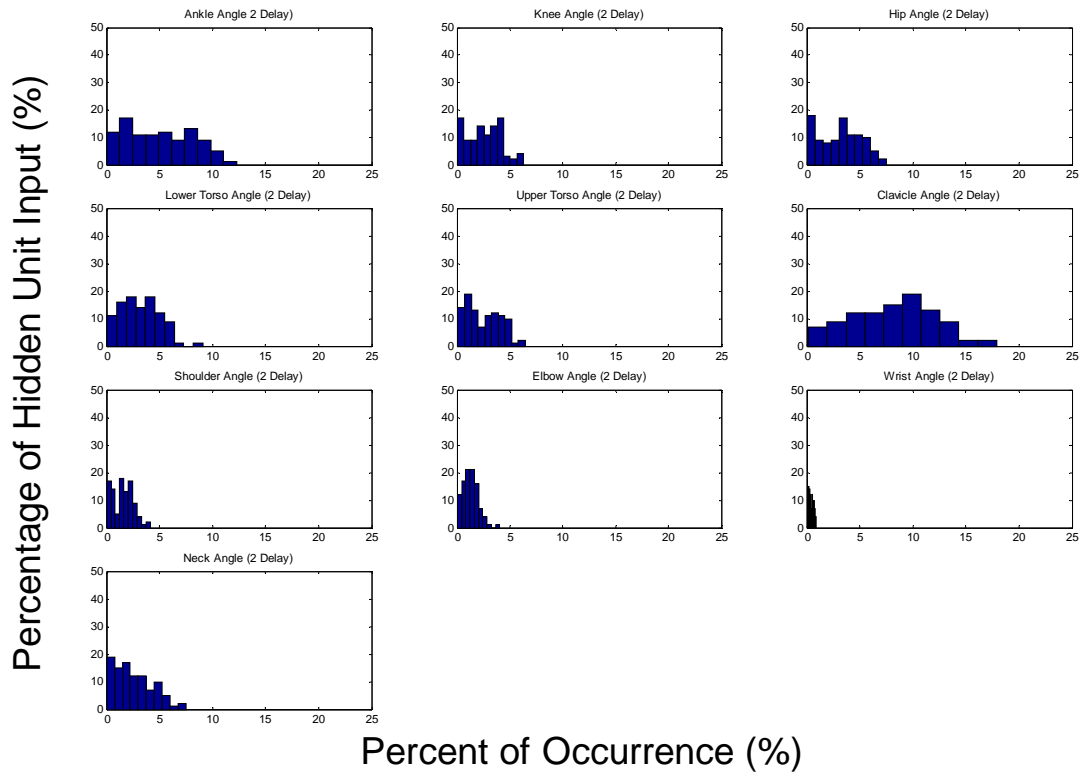 Ankle Angle 2 Delay)
Knee Angle (2 Delay)
Hip Angle (2 Delay)
50
40
30
20
10
0
0 5 10 15 20 25
50
40
30
20
10
0
0 5 10 15 20 25
50
40
30
20
10
0
0 5 10 15 20 25
Lower Torso Angle (2 Delay)
Upper Torso Angle (2 Delay)
Clavicle Angle (2 Delay)
50
40
30
20
10
0
0 5 10 15 20 25
50
40
30
20
10
0
0 5 10 15 20 25
50
40
30
20
10
0
0 5 10 15 20 25
Shoulder Angle (2 Delay)
Elbow Angle (2 Delay)
Wrist Angle (2 Delay)
50
40
30
20
10
0
0 5 10 15 20 25
50
40
30
20
10
0
0 5 10 15 20 25
50
40
30
20
10
0
0 5 10 15 20 25
Neck Angle (2 Delay)
50
40
30
20
10
0
0 5 10 15 20 25
Percentage of Hidden Unit Input (%)
Percent of Occurrence (%)